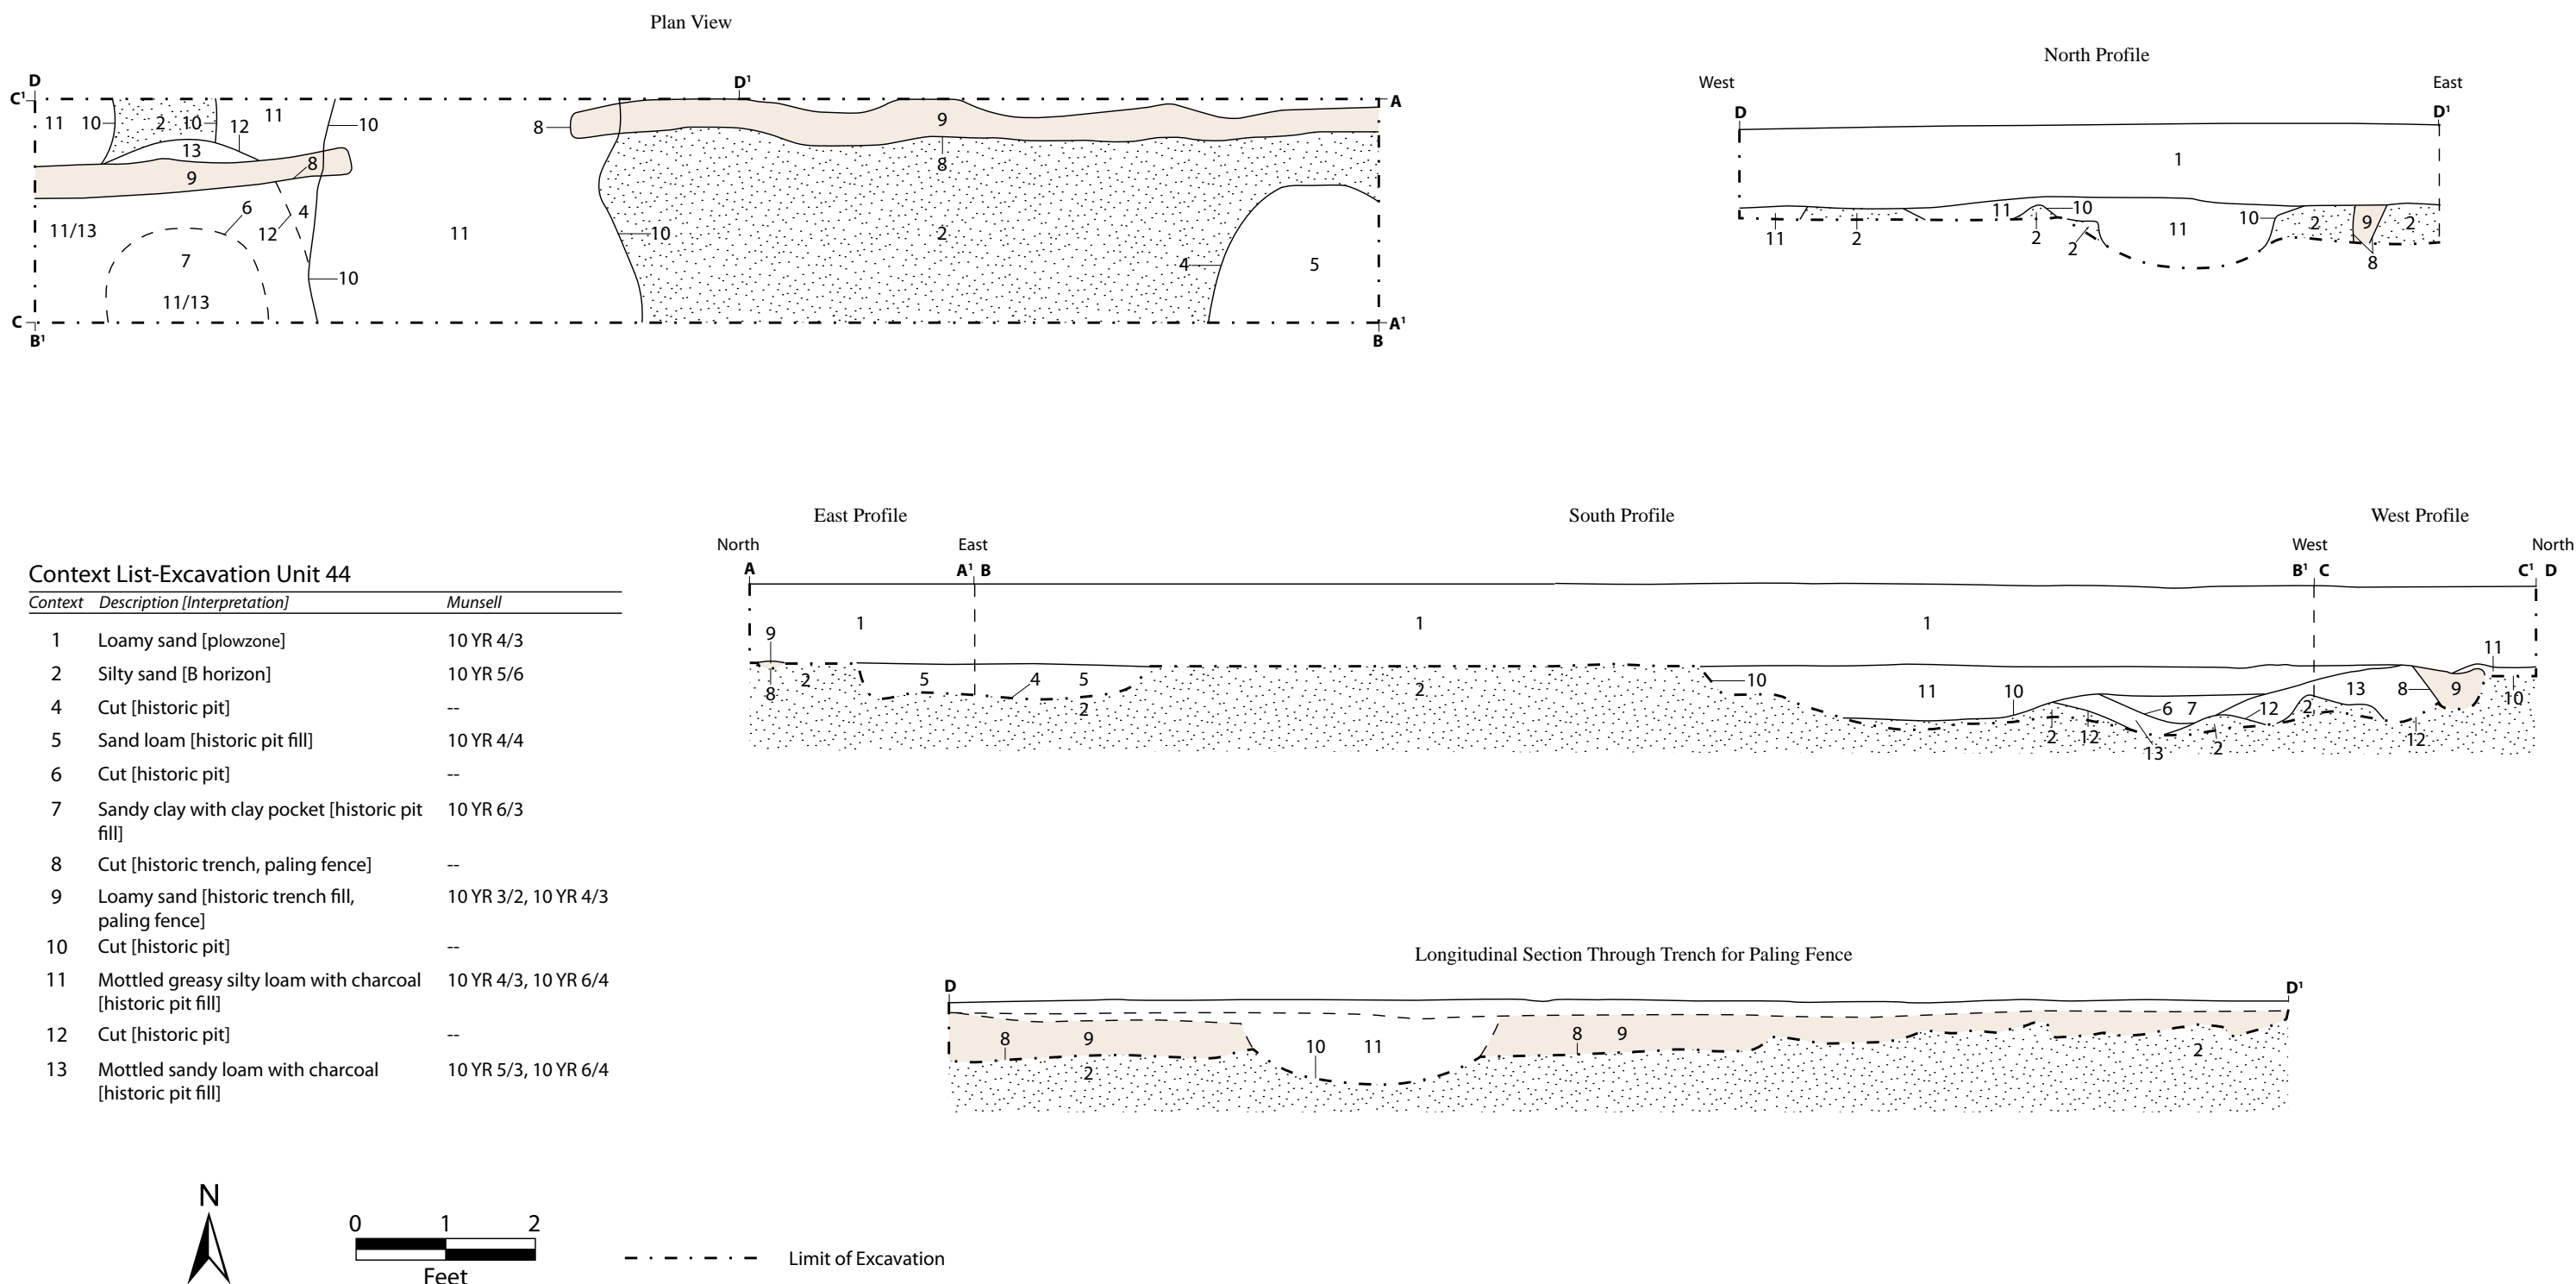 Plan View
D
C¹
D¹
A
11 10 2 10 12 11 10
13
8
9
8
9
8
6 4
11/13 12
11
10
2
7
10
4 5
11/13
C
B¹
A¹
B
North Profile
West East
D D¹
1
11 10 10
11 2 2 2 11 2 9 2
8
East Profile South Profile West Profile
North East West North
A A¹ B B¹ C C¹ D
1 1 1
9 11
8 2 5 4 5 2 10 11 10 6 7 12 2 13 8 9 10
2 2 12 13 2 12
Context List-Excavation Unit 44
Context Description [Interpretation] Munsell
1 Loamy sand [plowzone] 10 YR 4/3
2 Silty sand [B horizon] 10 YR 5/6
4 Cut [historic pit] --
5 Sand loam [historic pit fill] 10 YR 4/4
6 Cut [historic pit] --
7 Sandy clay with clay pocket [historic pit 10 YR 6/3
fill]
8 Cut [historic trench, paling fence] --
9 Loamy sand [historic trench fill, 10 YR 3/2, 10 YR 4/3
paling fence]
10 Cut [historic pit] --
11 Mottled greasy silty loam with charcoal 10 YR 4/3, 10 YR 6/4
[historic pit fill]
12 Cut [historic pit] --
13 Mottled sandy loam with charcoal 10 YR 5/3, 10 YR 6/4
[historic pit fill]
Longitudinal Section Through Trench for Paling Fence
D D¹
8 9 10 11 8 9
2 2
N
0 1 2
Feet
Limit of Excavation